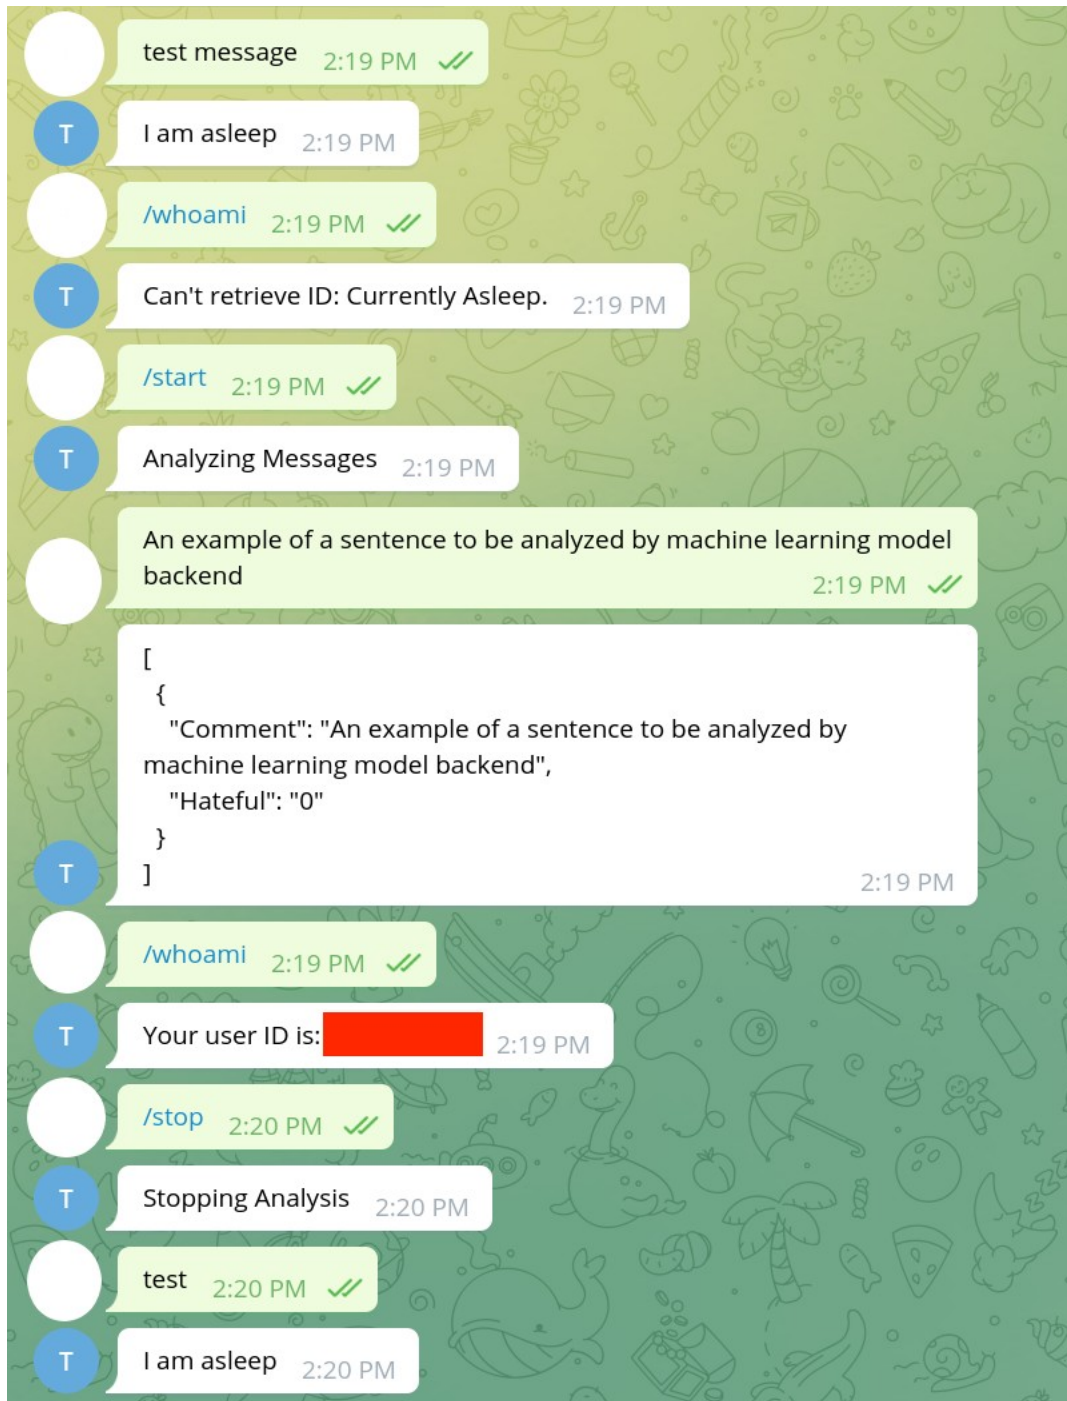 test message 2:19 PM
T
I am asleep 2:19 PM
/whoami 2:19 PM
T
Can't retrieve ID: Currently Asleep. 2:19 PM
/start 2:19 PM
T
Analyzing Messages 2:19 PM
An example of a sentence to be analyzed by machine learning model
backend
2:19 PM
[
{
"Comment": "An example of a sentence to be analyzed by
machine learning model backend",
"Hateful": "0"
}
]
T
2:19 PM
/whoami 2:19 PM
T
Your user ID is: 2:19 PM
/stop 2:20 PM
T
Stopping Analysis 2:20 PM
test 2:20 PM
T
I am asleep 2:20 PM